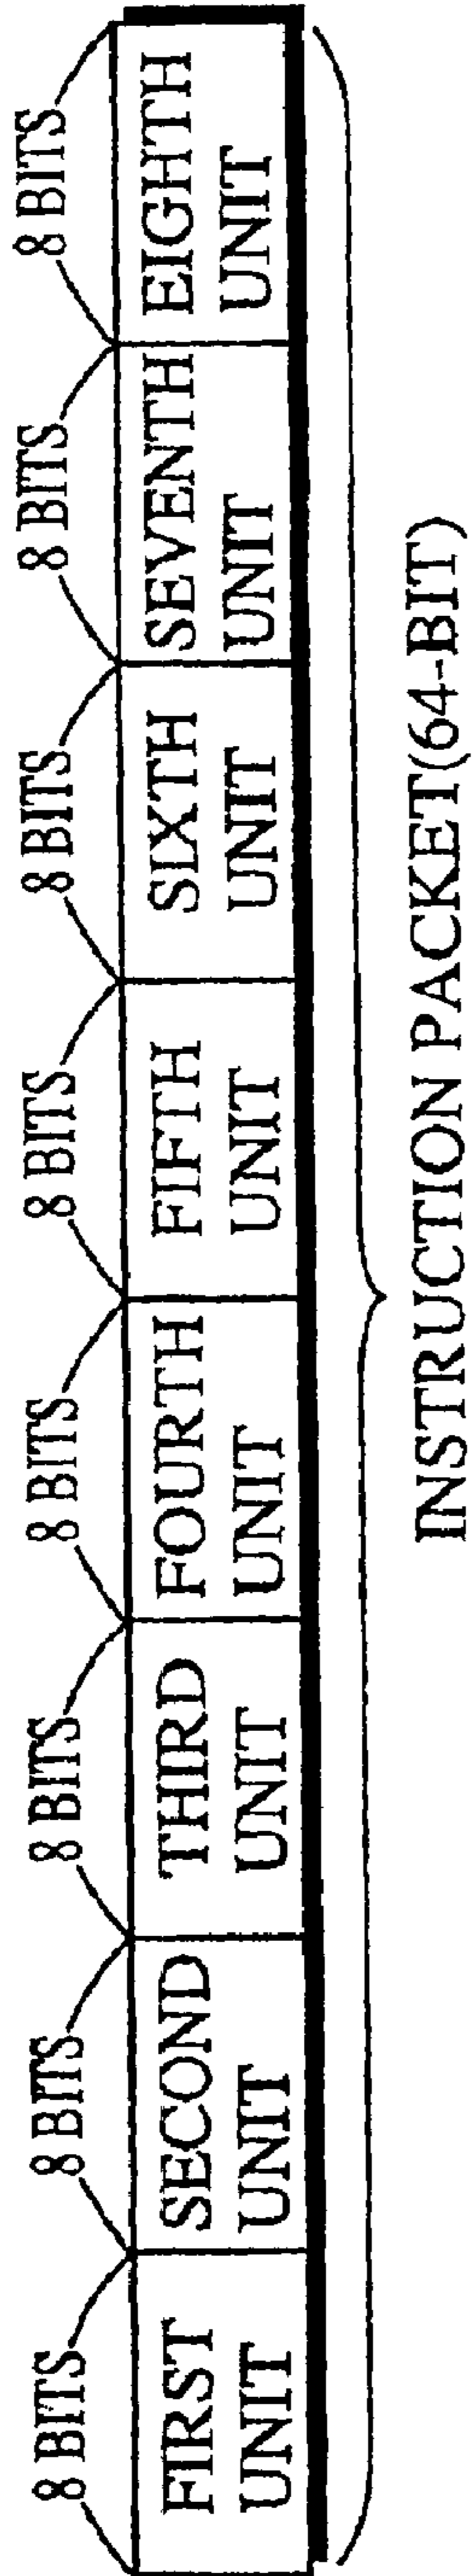 8 BITS 8 BITS 8 BITS 8 BITS 8 BITS 8 BITS 8 BITS 8 BITS
FIRST UNIT
SECOND UNIT
THIRD UNIT
FOURTH UNIT
FIFTH UNIT
SIXTH UNIT
SEVENTH UNIT
EIGHTH UNIT
INSTRUCTION PACKET(64-BIT)